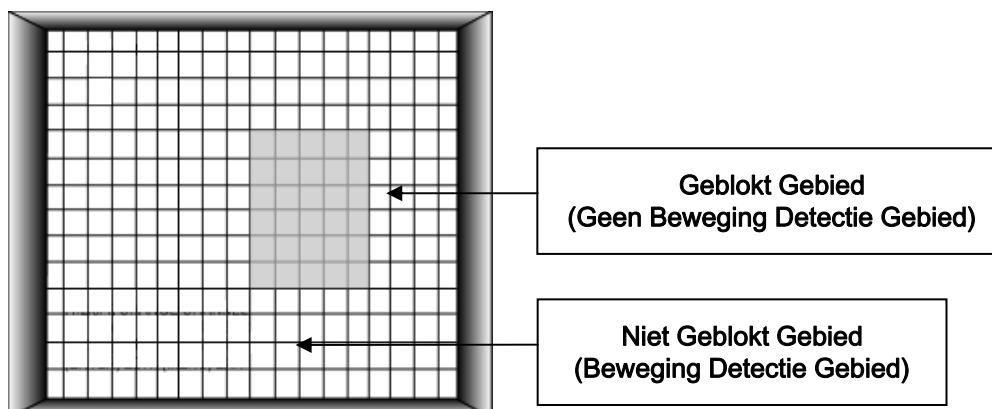 Geblokt Gebied
(Geen Beweging Detectie Gebied)
Niet Geblokt Gebied
(Beweging Detectie Gebied)